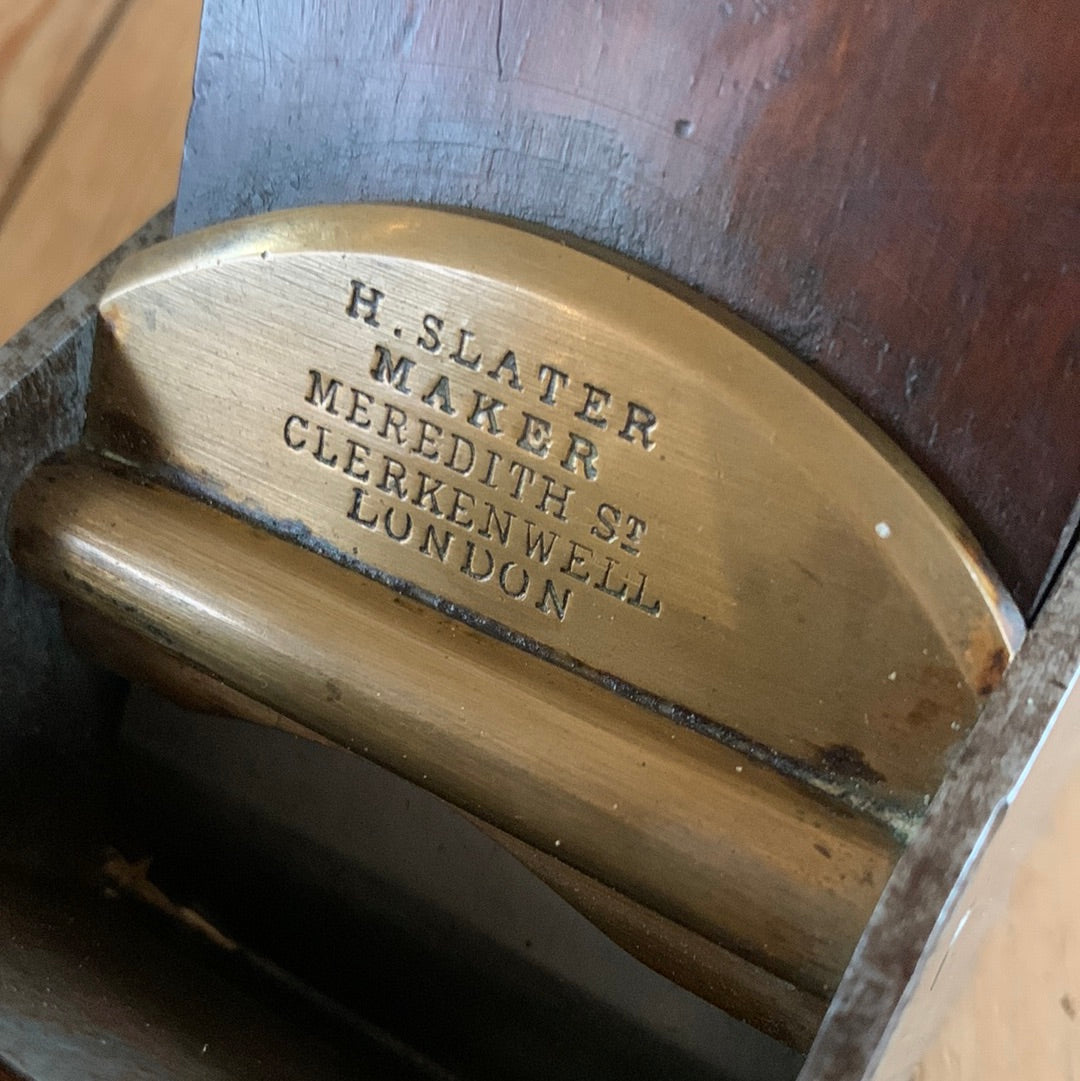 H. SLATER
MAKER
MEREDITH ST
CLERKENWELL
LONDON